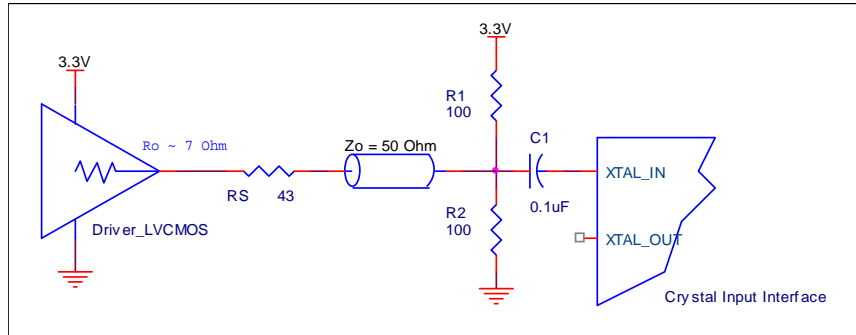 3.3V
3.3V
R1
100
C1
Ro ~ 7 Ohm
Zo = 50 Ohm
XTAL_IN
RS 43
0.1uF
R2
100
Driver_LVCMOS
XTAL_OUT
Crystal Input Interface